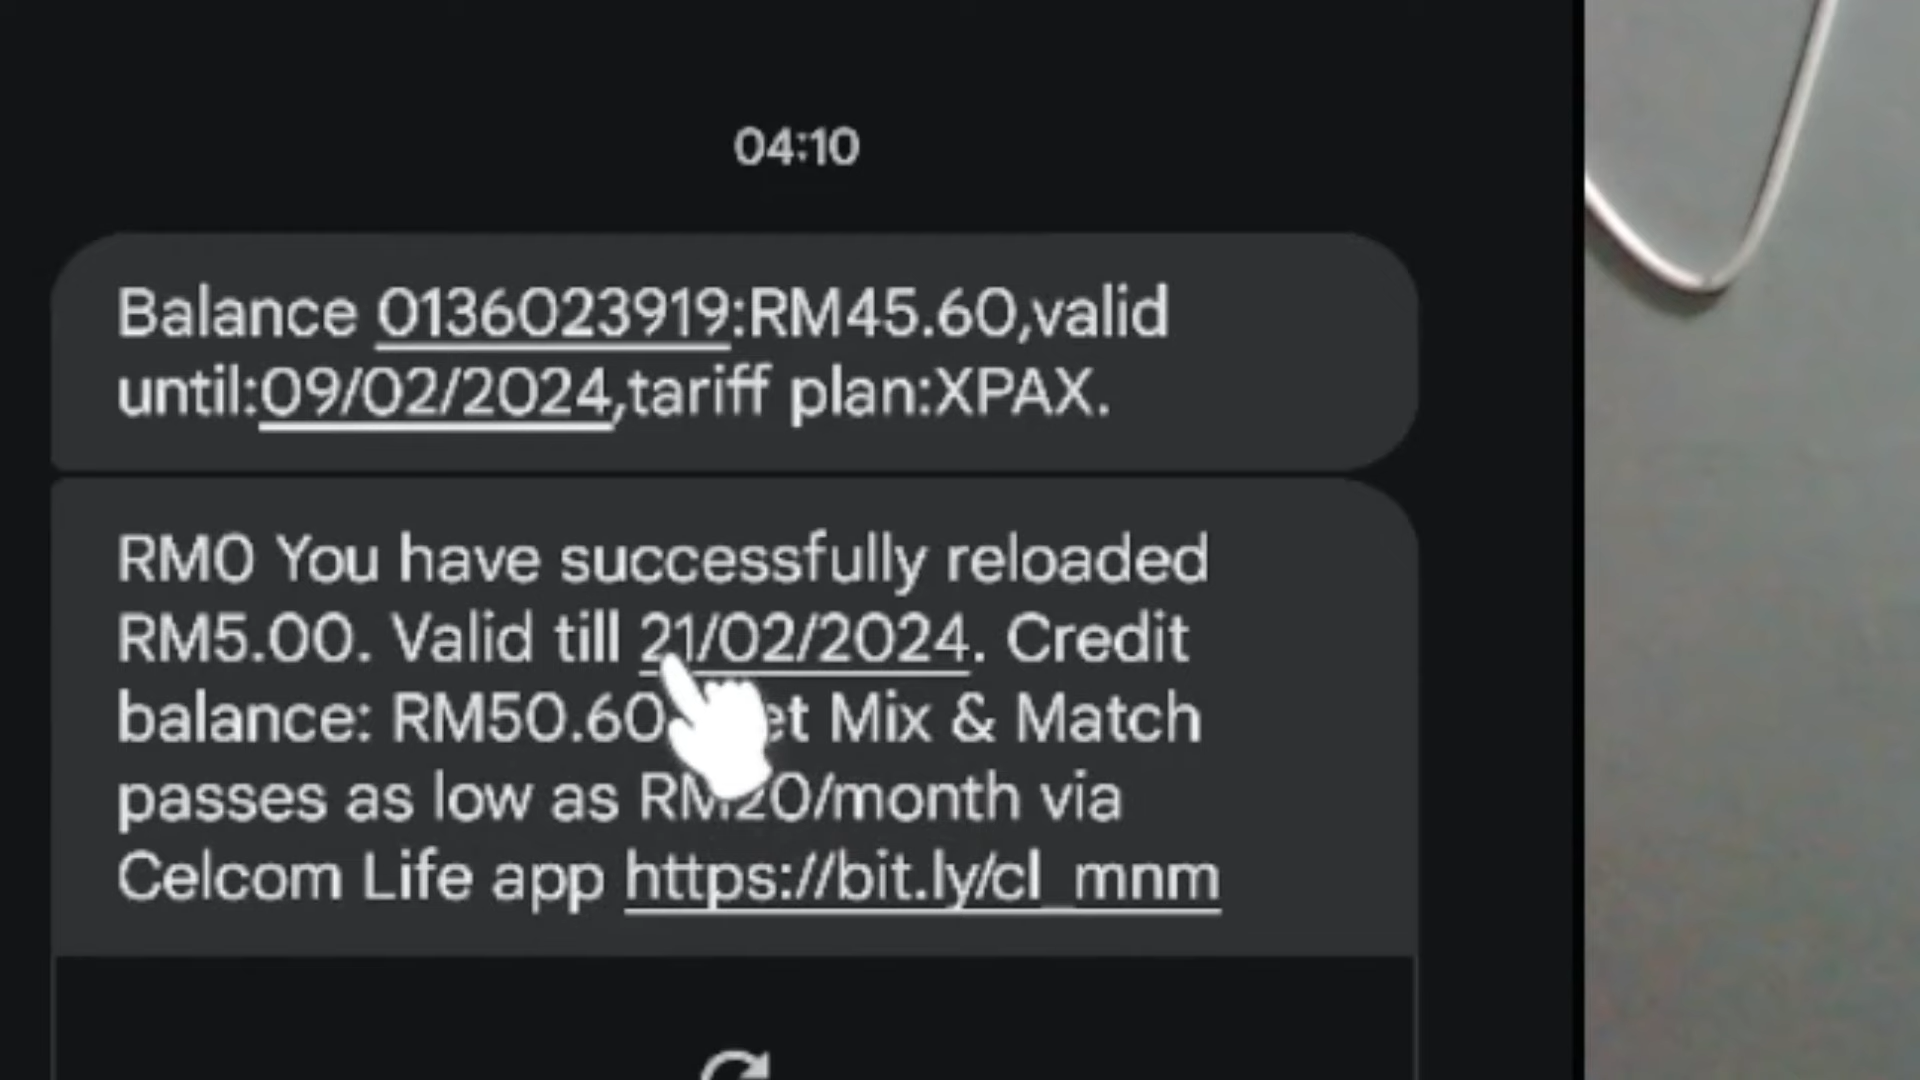 04:10
Balance 0136023919:RM45.60,valid
until:09/02/2024,tariff plan:XPAX.
RM0 You have successfully reloaded
RM5.00. Valid till 21/02/2024. Credit
balance: RM50.60 et Mix & Match
passes as low as RM20/month via
Celcom Life app https://bit.ly/cl_mnm